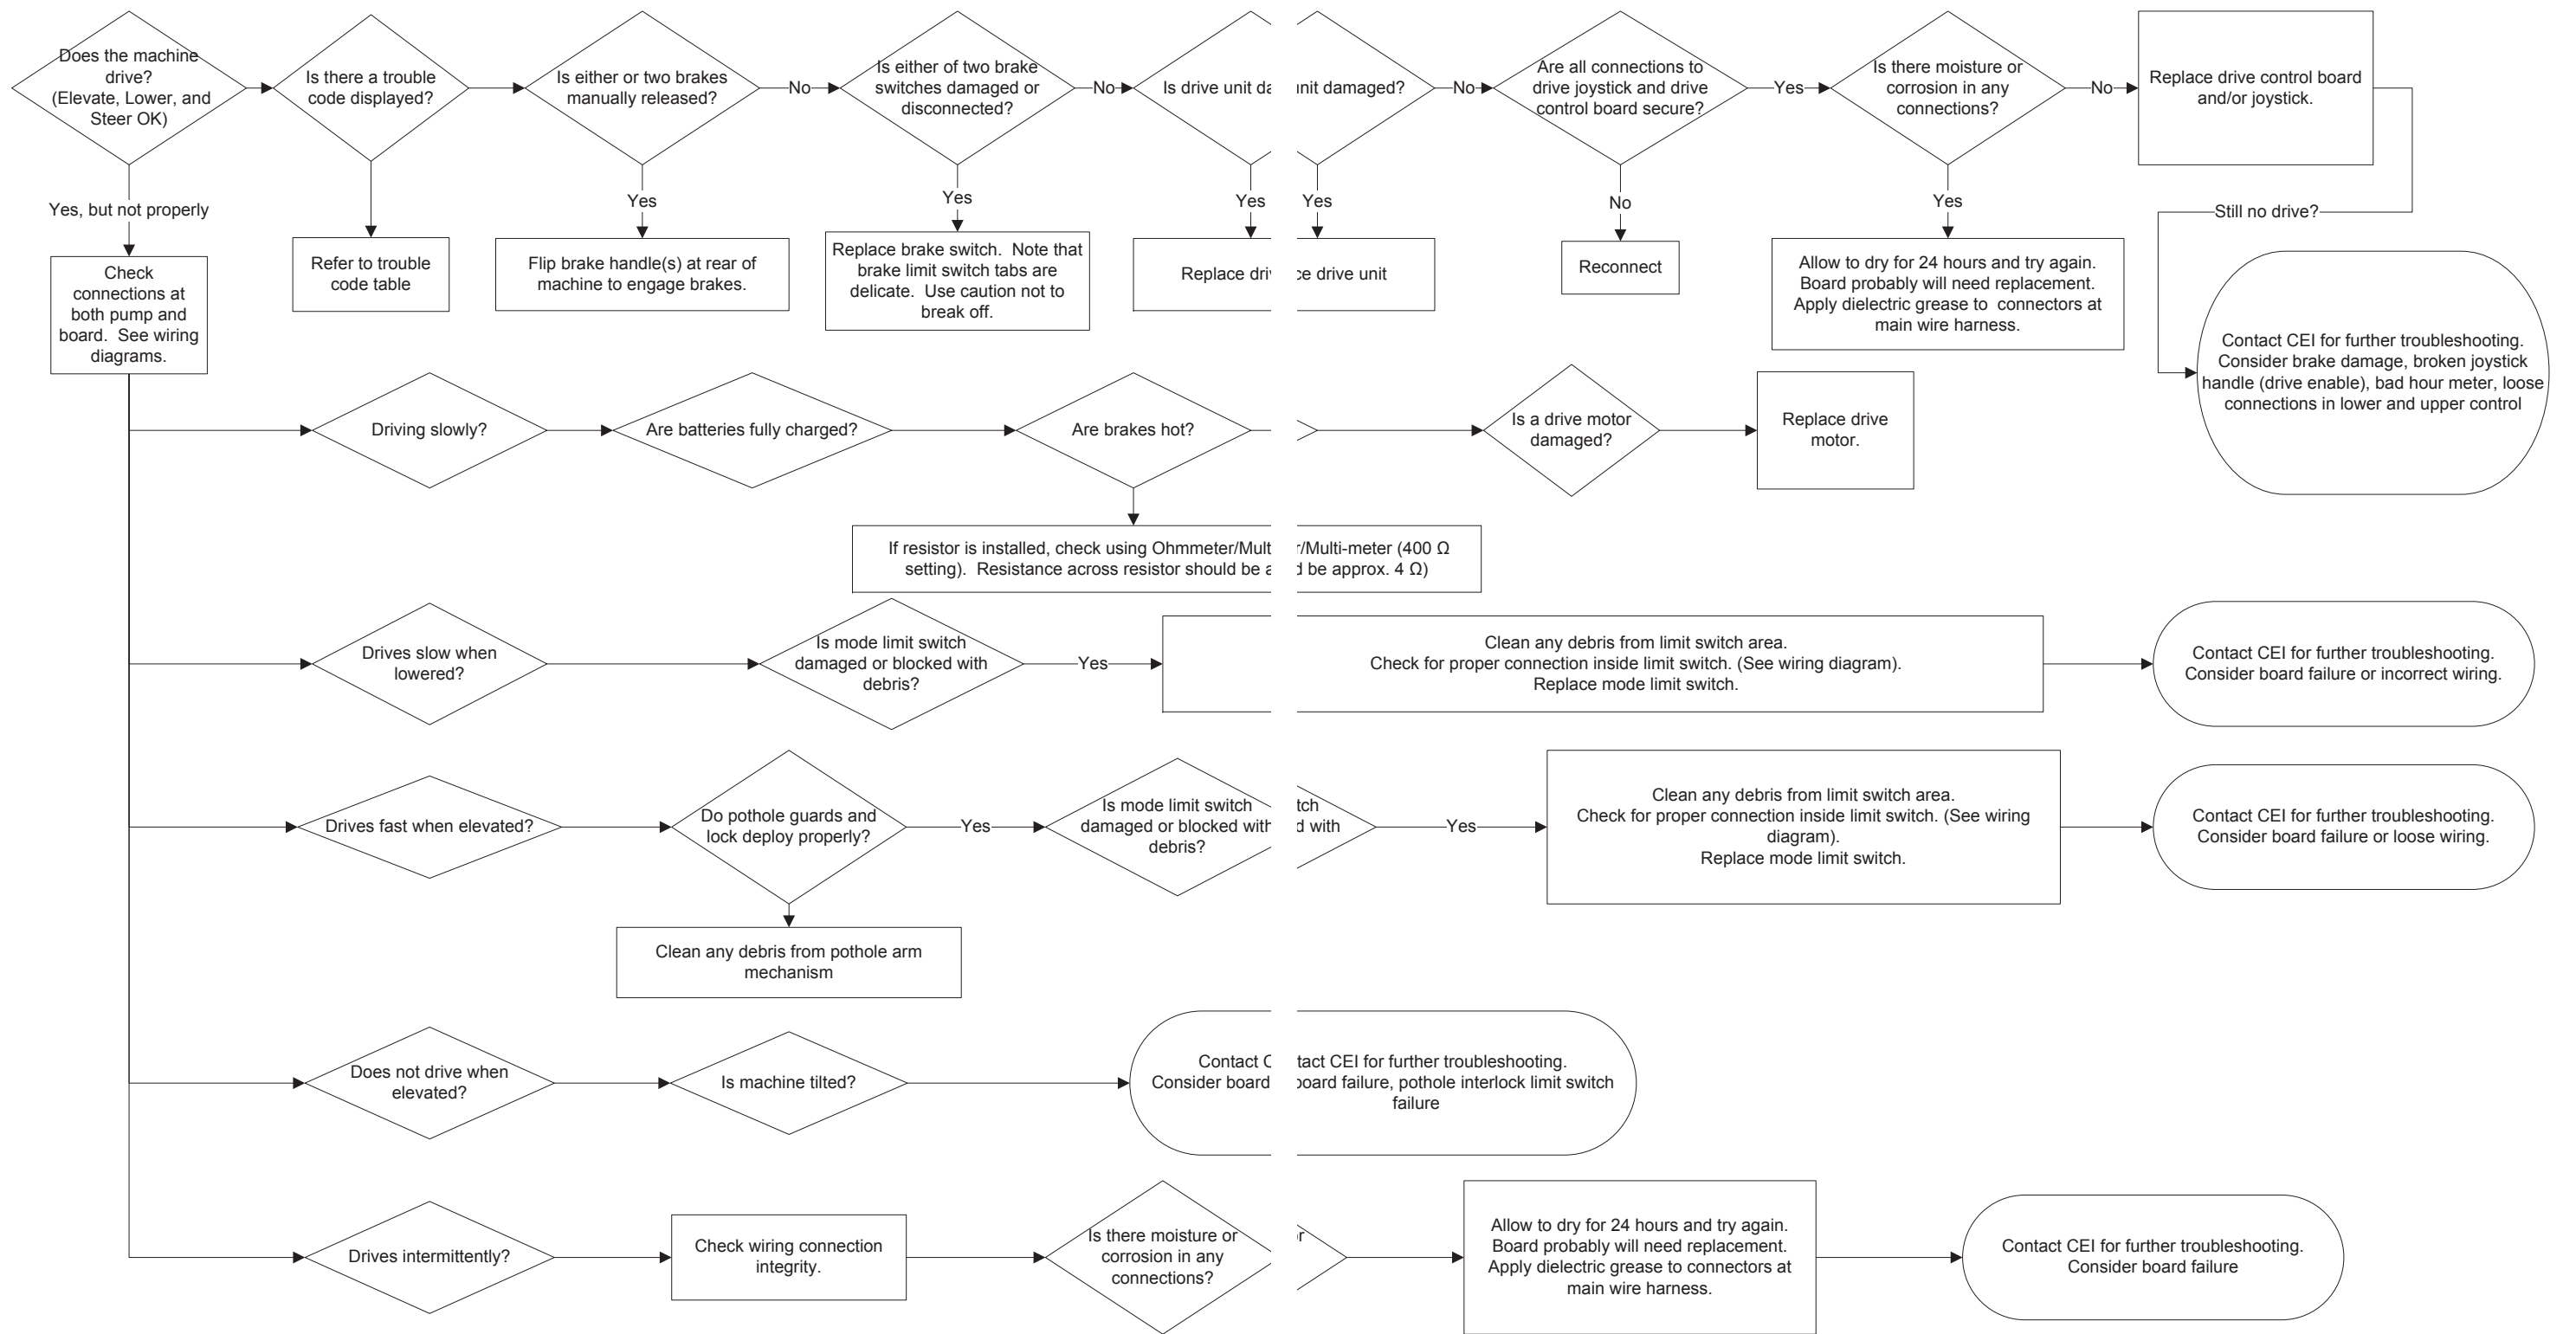 Does the machine
drive?
(Elevate, Lower, and
Steer OK)
Is there a trouble
code displayed?
Is either or two brakes
manually released?
No
Is either of two brake
switches damaged or
disconnected?
No
Is drive unit da
nit damaged?
No
Are all connections to
drive joystick and drive
control board secure?
Yes
Is there moisture or
corrosion in any
connections?
No
Replace drive control board
and/or joystick.
Yes, but not properly
Yes
Yes
Yes
Yes
No
Yes
Still no drive?
Check
connections at
both pump and
board. See wiring
diagrams.
Refer to trouble
code table
Flip brake handle(s) at rear of
machine to engage brakes.
Replace brake switch. Note that
brake limit switch tabs are
delicate. Use caution not to
break off.
Replace driv
ce drive unit
Reconnect
Allow to dry for 24 hours and try again.
Board probably will need replacement.
Apply dielectric grease to connectors at
main wire harness.
Contact CEI for further troubleshooting.
Consider brake damage, broken joystick
handle (drive enable), bad hour meter, loose
connections in lower and upper control
Driving slowly?
Are batteries fully charged?
Are brakes hot?
Is a drive motor
damaged?
Replace drive
motor.
If resistor is installed, check using Ohmmeter/Mult
setting). Resistance across resistor should be a
r/Multi-meter (400 Ω
d be approx. 4 Ω)
Drives slow when
lowered?
Is mode limit switch
damaged or blocked with
debris?
Yes
Clean any debris from limit switch area.
Check for proper connection inside limit switch. (See wiring diagram).
Replace mode limit switch.
Contact CEI for further troubleshooting.
Consider board failure or incorrect wiring.
Drives fast when elevated?
Do pothole guards and
lock deploy properly?
Yes
Is mode limit switch
damaged or blocked with
debris?
tch
d with
Yes
Clean any debris from limit switch area.
Check for proper connection inside limit switch. (See wiring
diagram).
Replace mode limit switch.
Contact CEI for further troubleshooting.
Consider board failure or loose wiring.
Clean any debris from pothole arm
mechanism
Does not drive when
elevated?
Is machine tilted?
Contact C
Consider board
tact CEI for further troubleshooting.
board failure, pothole interlock limit switch
failure
Drives intermittently?
Check wiring connection
integrity.
Is there moisture or
corrosion in any
connections?
or
Allow to dry for 24 hours and try again.
Board probably will need replacement.
Apply dielectric grease to connectors at
main wire harness.
Contact CEI for further troubleshooting.
Consider board failure